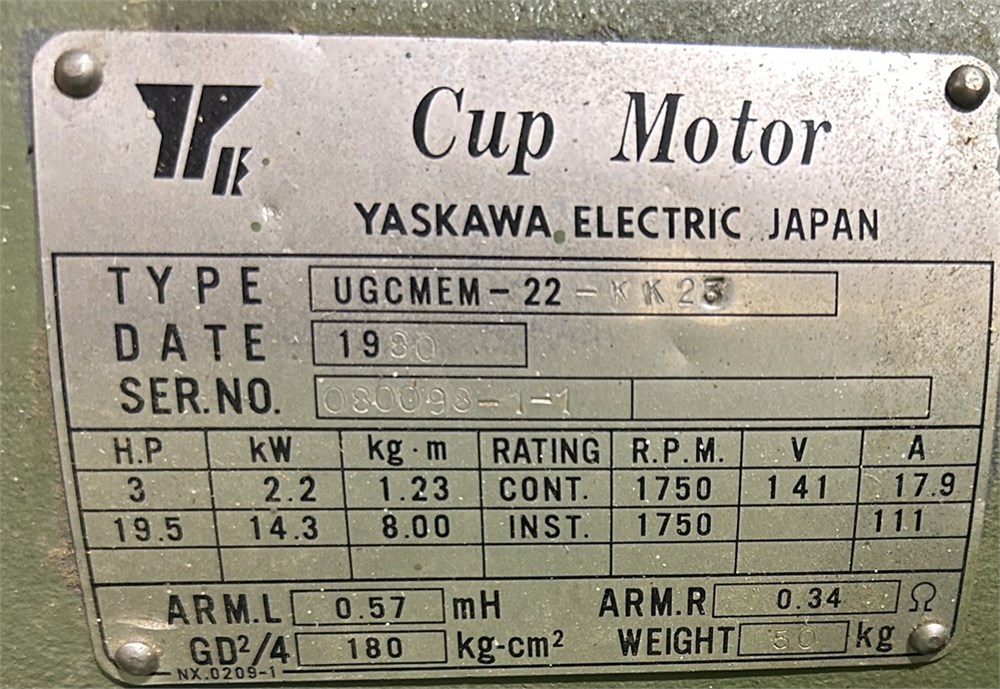 YE
Cup Motor
YASKAWA ELECTRIC JAPAN
TYPE UGCMEM-22-KK23
DATE 1980
SER.NO. 080098-1-1
H.P kW kg·m RATING R.P.M. V A
3 2.2 1.23 CONT. 1750 141 17.9
19.5 14.3 8.00 INST. 1750 111
ARM.L 0.57 mH ARM.R 0.34 Ω
GD²/4 180 kg-cm² WEIGHT kg
NX.0209-1